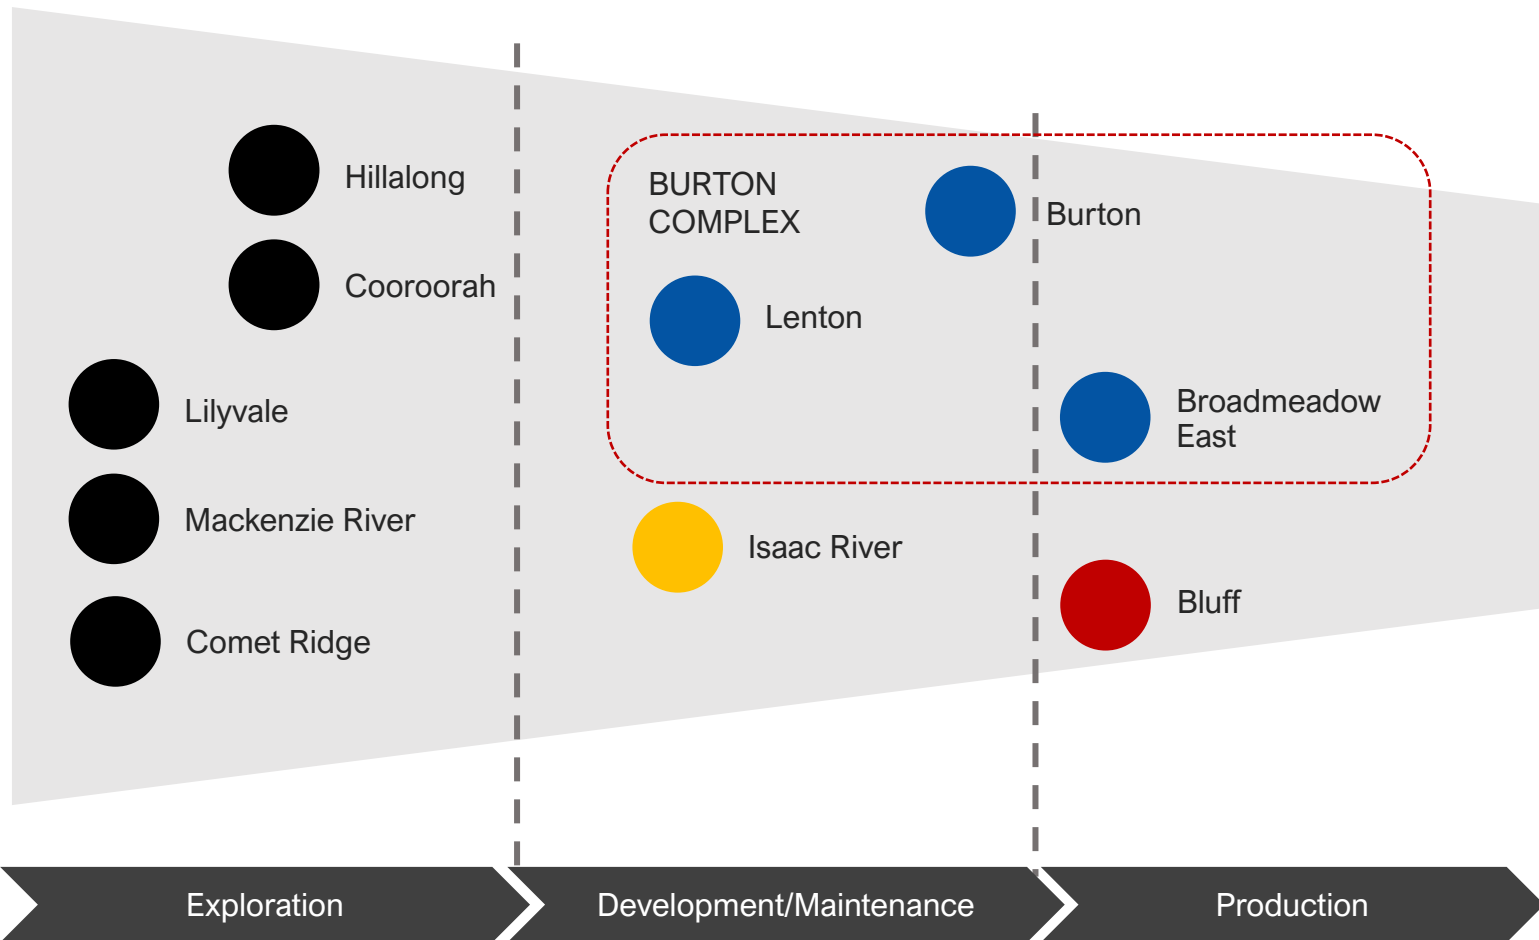 Hillalong
Cooroorah
Lilyvale
Mackenzie River
Comet Ridge
BURTON
COMPLEX
Burton
Lenton
Broadmeadow
East
Isaac River
Bluff
Exploration
Development/Maintenance
Production